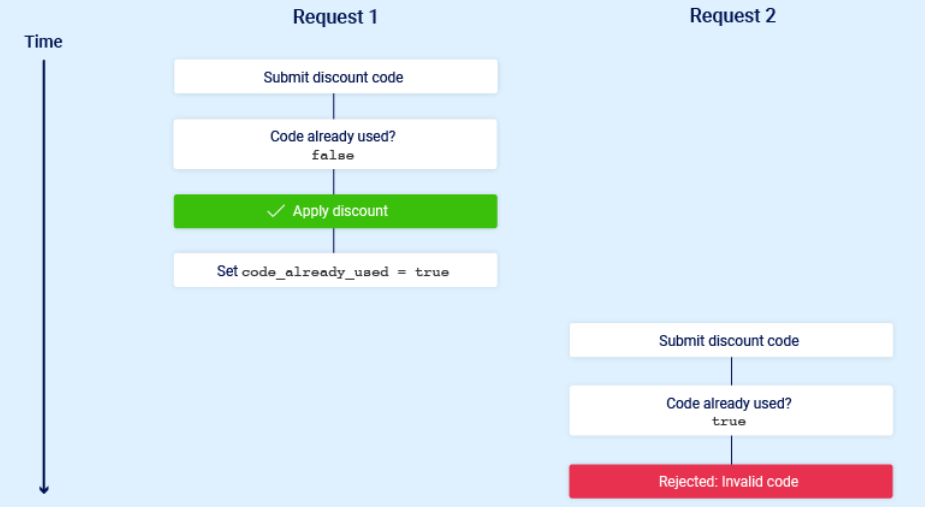 Request 1
Request 2
Time
Submit discount code
Code already used?
false
Apply discount
Set code_already_used = true
Submit discount code
Code already used?
true
Rejected: Invalid code